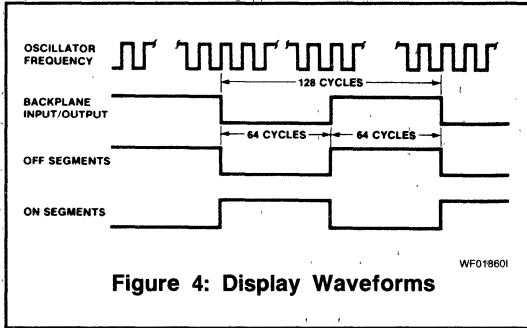 OSCILLATOR
FREQUENCY
128 CYCLES
BACKPLANE
INPUT/OUTPUT
64 CYCLES 64 CYCLES
OFF SEGMENTS
ON SEGMENTS
WF01860I
Figure 4: Display Waveforms